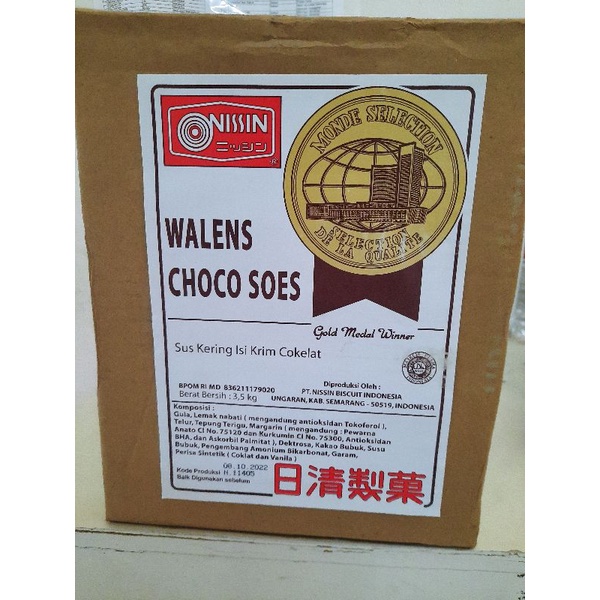 NISSIN
ニッシン
R
MONDE SELECTION
SELECTION
DE LA QUALITE
WALENS
CHOCO SOES
Gold Medal Winner
Sus Kering Isi Krim Cokelat
BPOM RI MD 836211179020
Berat Bersih : 3,5 kg
Diproduksi Oleh :
PT. NISSIN BISCUIT INDONESIA
UNGARAN, KAB. SEMARANG - 50519, INDONESIA
Komposisi :
Gula, Lemak nabati ( mengandung antioksidan Tokoferol ),
Telur, Tepung Terigu, Margarin ( mengandung : Pewarna
Anato CI No. 75120 dan Kurkumin CI No. 75300, Antioksidan
BHA, dan Askorbil Palmitat ), Dektrosa, Kakao Bubuk, Susu
Bubuk, Pengembang Amonium Bikarbonat, Garam,
Perisa Sintetik ( Coklat dan Vanila )
08.10.2022
Kode Produksi H.11405
Baik Digunakan sebelum
日清製菓